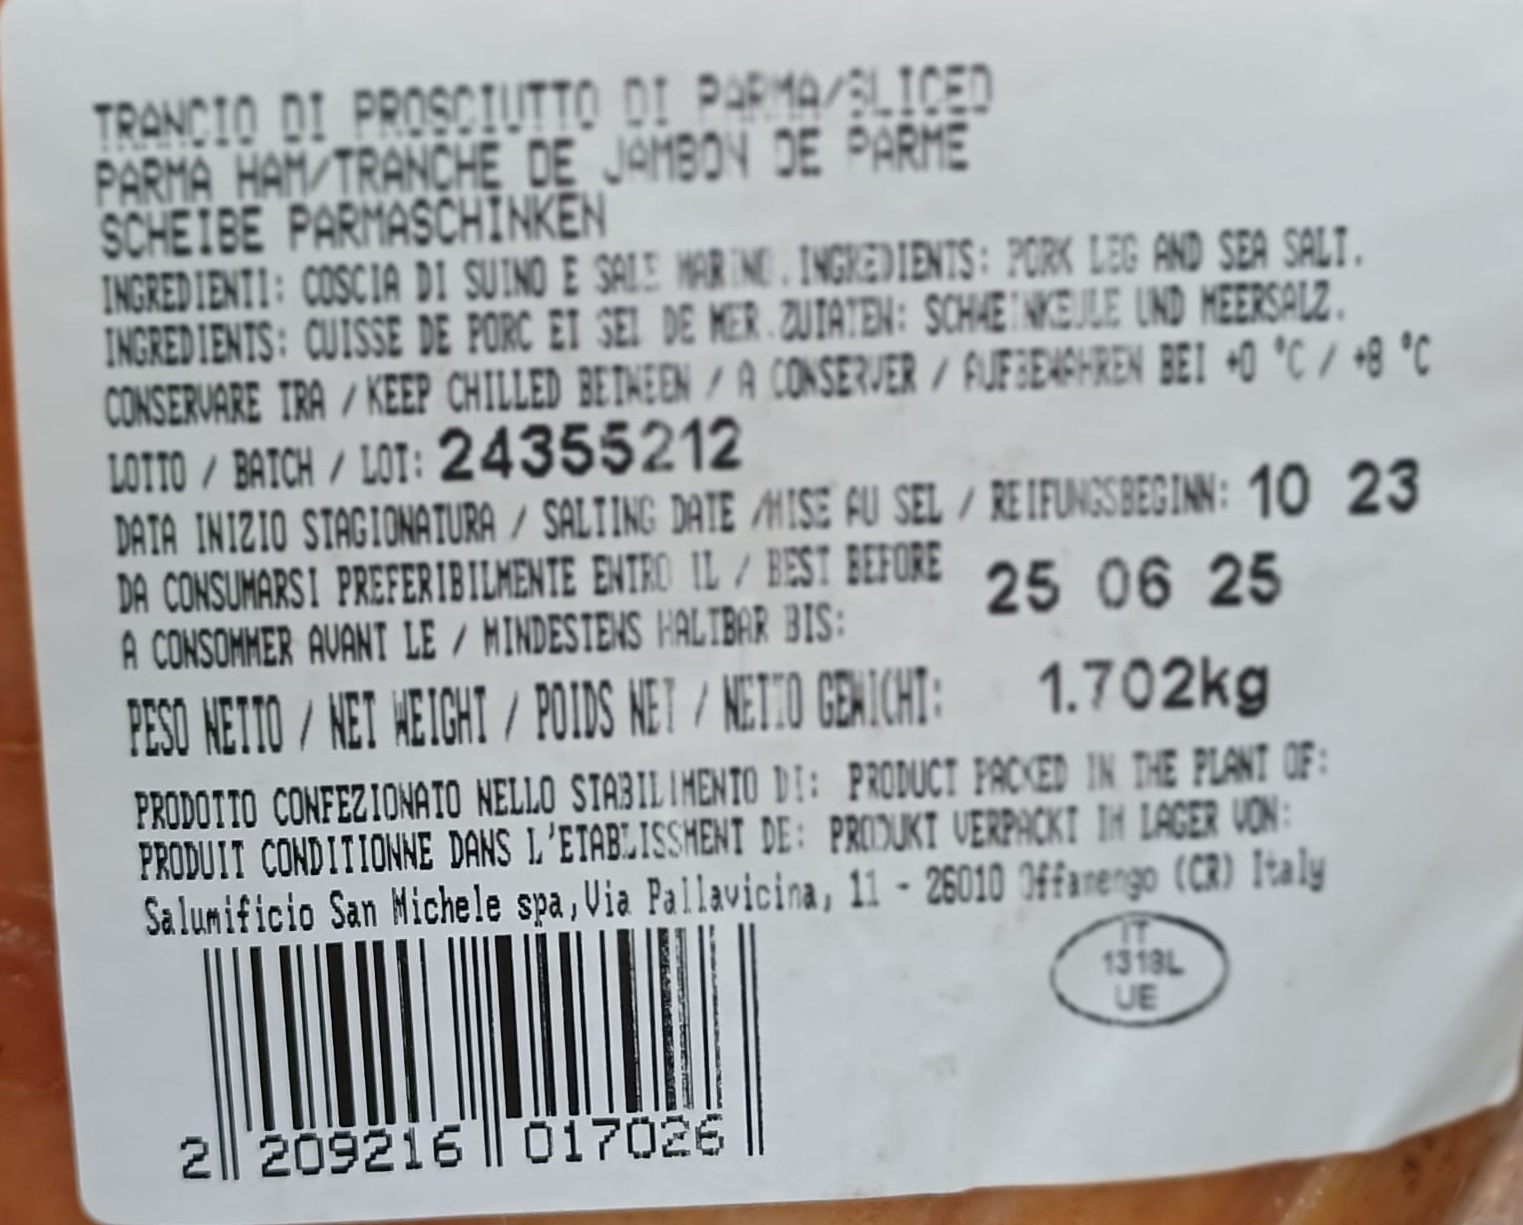 TRANCIO DI PROSCIUTTO DI PARMA/SLICED
PARMA HAM/TRANCHE DE JAMBON DE PARME
SCHEIBE PARMASCHINKEN
INGREDIENTI: COSCIA DI SUINO E SALE MARINO. INGREDIENTS: PORK LEG AND SEA SALT.
INGREDIENTS: CUISSE DE PORC ET SEL DE MER. ZUTATEN: SCHWEINKEULE UND MEERSALZ.
CONSERVARE TRA / KEEP CHILLED BETWEEN / A CONSERVER / AUFBEWAHREN BEI +0 °C / +8 °C
LOTTO / BATCH / LOT: 24355212
DATA INIZIO STAGIONATURA / SALTING DATE /MISE AU SEL / REIFUNGSBEGINN: 10 23
DA CONSUMARSI PREFERIBILMENTE ENTRO IL / BEST BEFORE
A CONSOMMER AVANT LE / MINDESTENS HALTBAR BIS: 25 06 25
PESO NETTO / NET WEIGHT / POIDS NET / NETTO GEWICHT: 1.702kg
PRODOTTO CONFEZIONATO NELLO STABILIMENTO DI: PRODUCT PACKED IN THE PLANT OF:
PRODUIT CONDITIONNE DANS L'ETABLISSMENT DE: PRODUKT VERPACKT IM LAGER VON:
Salumificio San Michele spa,Via Pallavicina, 11 - 26010 Offanengo (CR) Italy
IT
1318L
UE
2 209216 017026